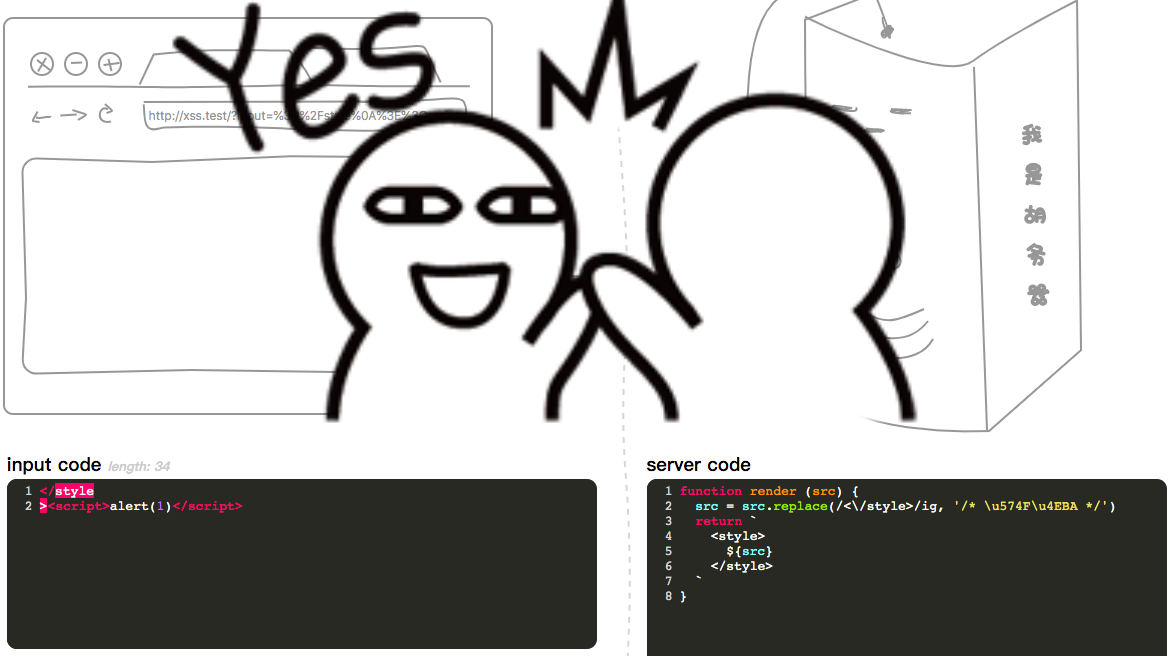 Yes
http://xss.test/?
我
是
胡
务
器
input code length: 34
1 </style
2 ><script>alert(1)</script>
server code
1 function render (src) {
2 src = src.replace(/<\/style>/ig, '/* \u574F\u4EBA */')
3 return `
4 <style>
5 ${src}
6 </style>
7 `
8 }